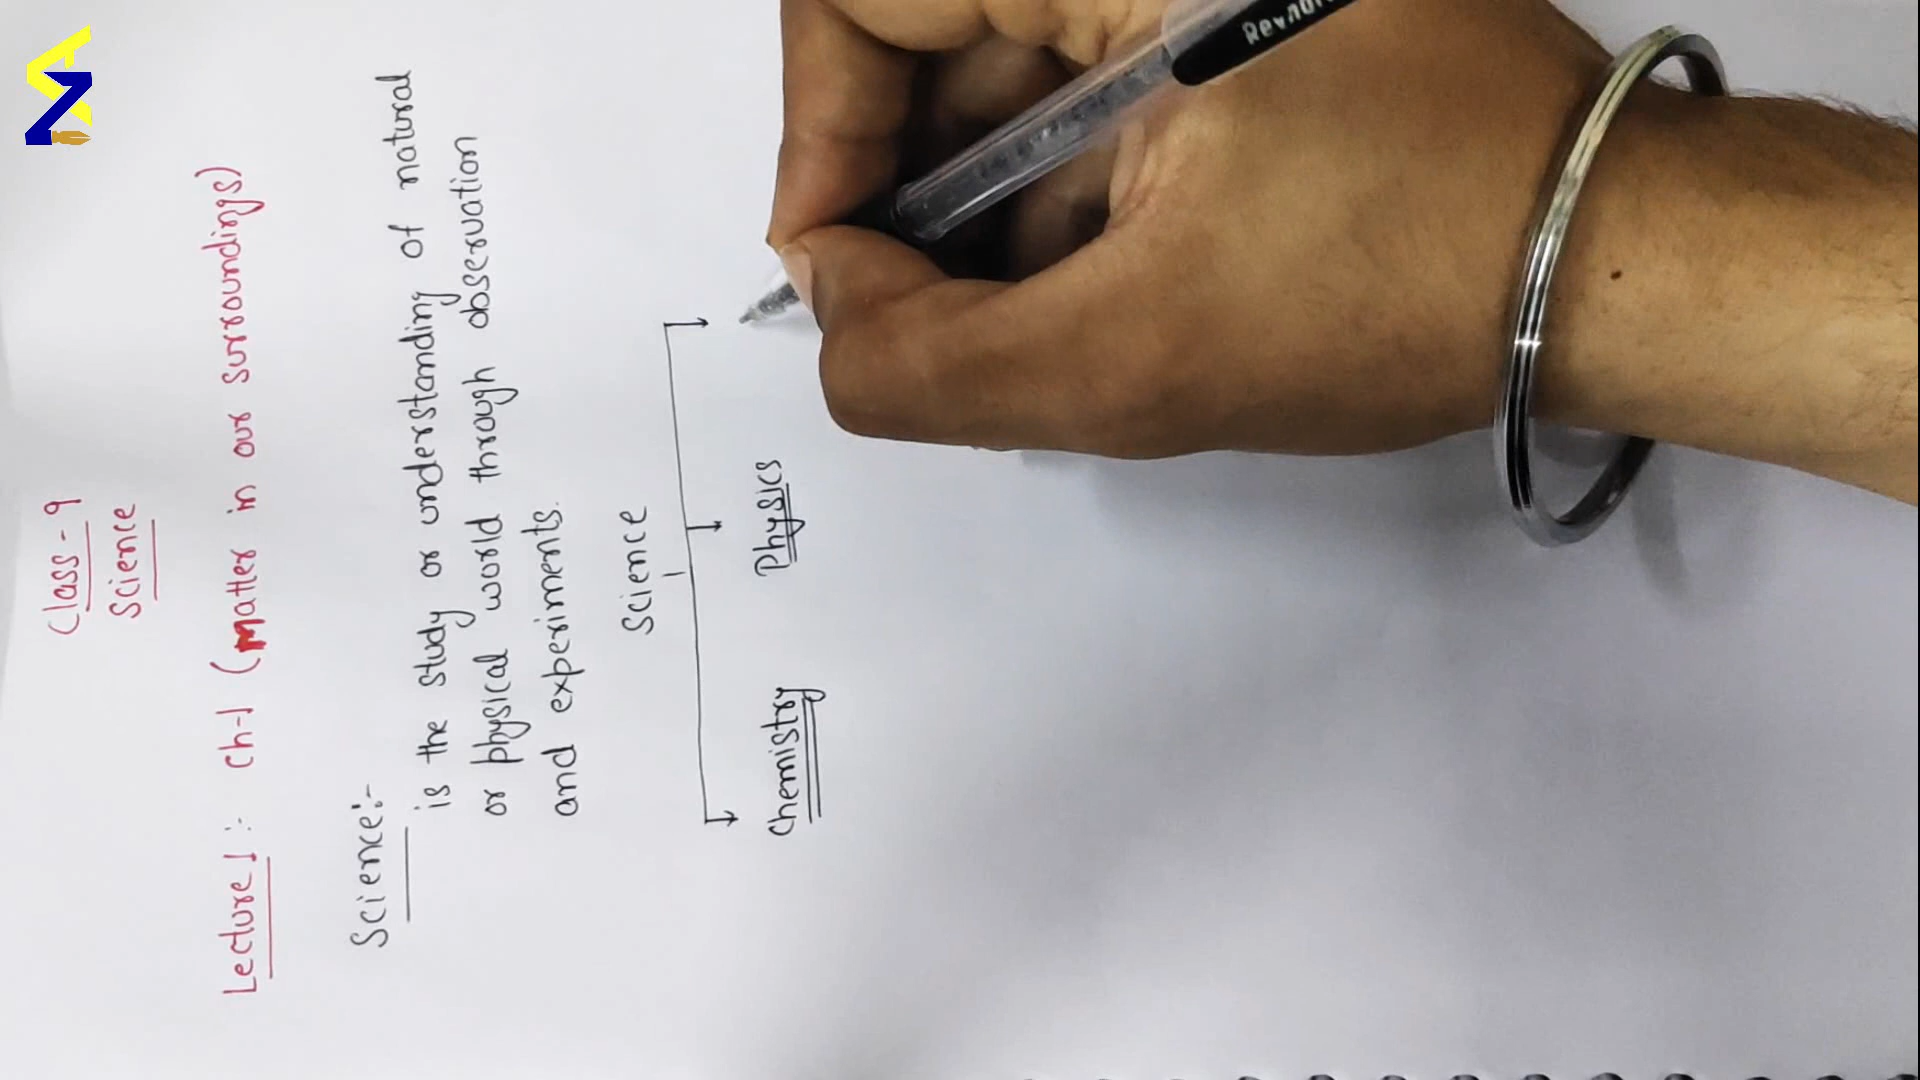 Class-9
Science
Lecture 1 :- Ch-1 (Matter in our surroundings)
Science:-
is the study or understanding of natural
or physical world through observation
and experiments.
Science
Chemistry Physics